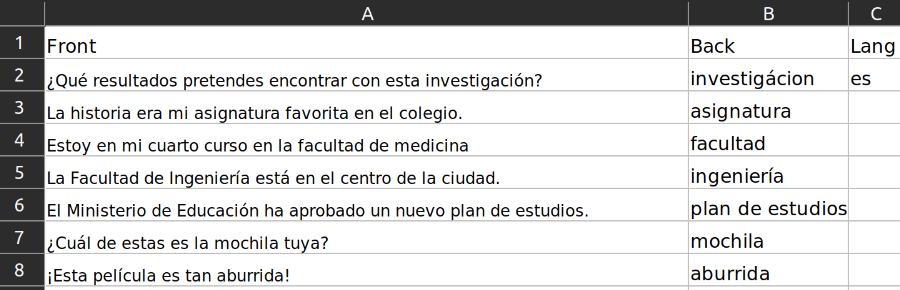 A B C
1 Front Back Lang
2 ¿Qué resultados pretendes encontrar con esta investigación? investigácion es
3 La historia era mi asignatura favorita en el colegio. asignatura
4 Estoy en mi cuarto curso en la facultad de medicina facultad
5 La Facultad de Ingeniería está en el centro de la ciudad. ingeniería
6 El Ministerio de Educación ha aprobado un nuevo plan de estudios. plan de estudios
7 ¿Cuál de estas es la mochila tuya? mochila
8 ¡Esta película es tan aburrida! aburrida